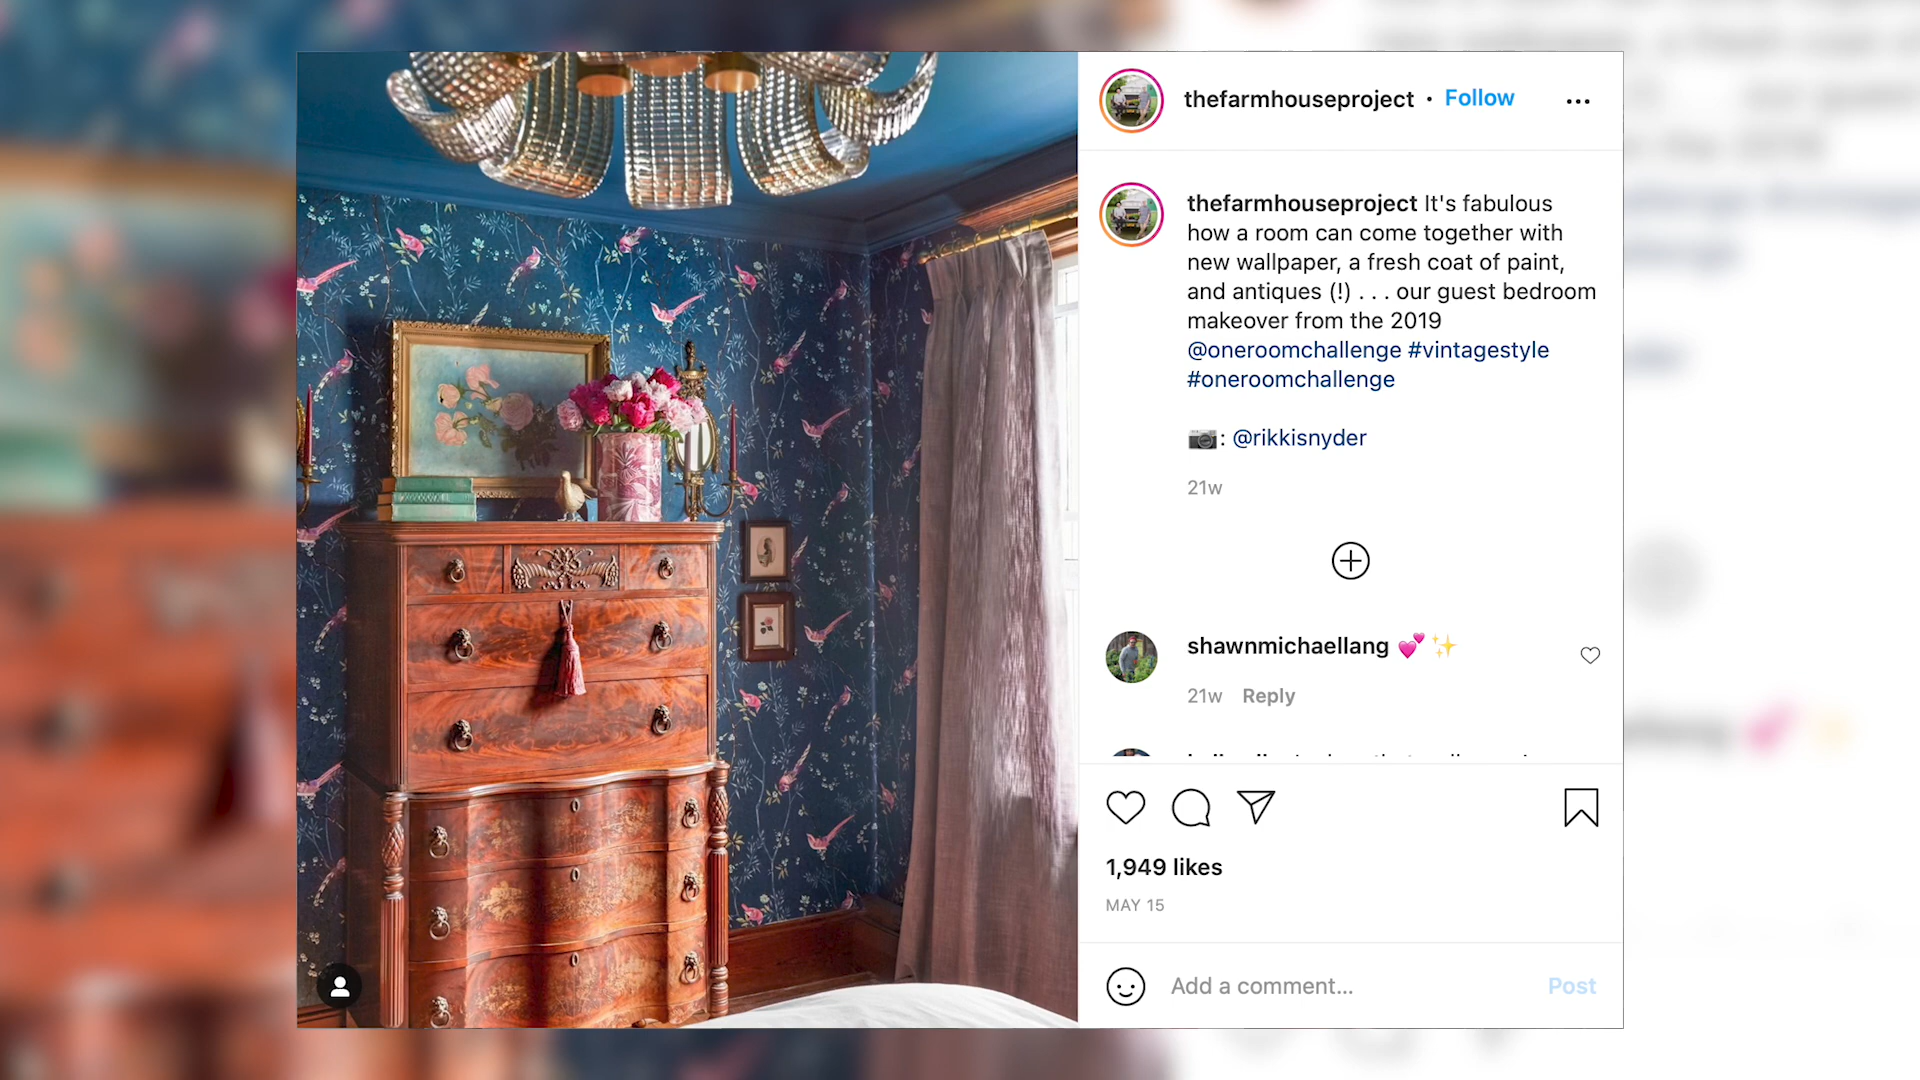 thefarmhouseproject • Follow
thefarmhouseproject It's fabulous
how a room can come together with
new wallpaper, a fresh coat of paint,
and antiques (!) . . . our guest bedroom
makeover from the 2019
@oneroomchallenge #vintagestyle
#oneroomchallenge
📷: @rikkisnyder
21w
shawnmichaellang 💕✨
21w Reply
1,949 likes
MAY 15
Add a comment... Post